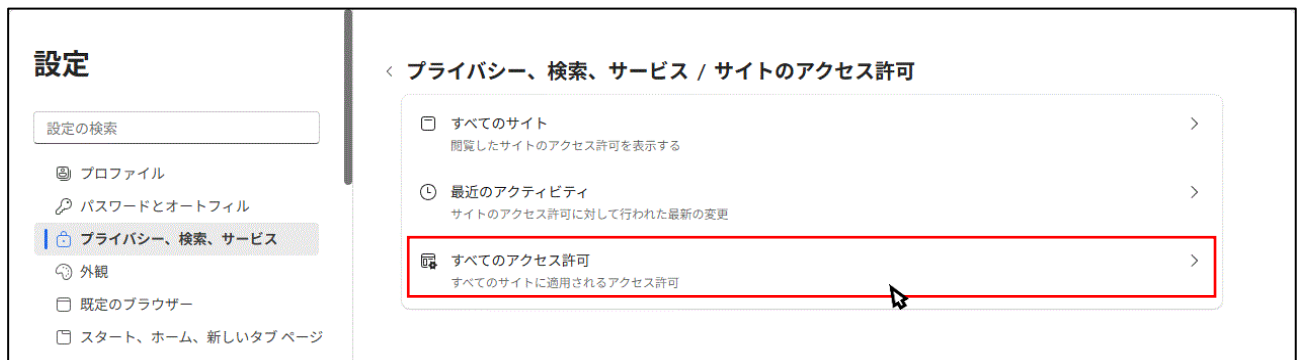 設定
設定の検索
プロファイル
パスワードとオートフィル
プライバシー、検索、サービス
外観
既定のブラウザー
スタート、ホーム、新しいタブ ページ
プライバシー、検索、サービス / サイトのアクセス許可
すべてのサイト
閲覧したサイトのアクセス許可を表示する
最近のアクティビティ
サイトのアクセス許可に対して行われた最新の変更
すべてのアクセス許可
すべてのサイトに適用されるアクセス許可